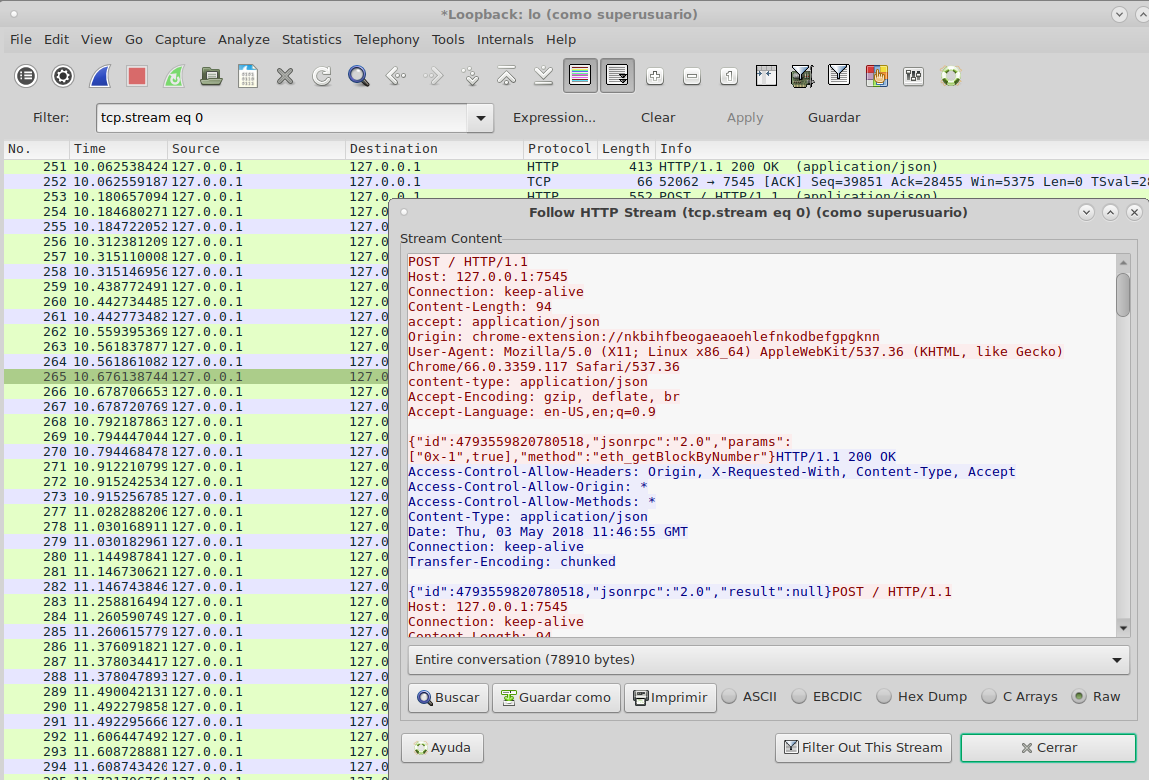 *Loopback: lo (como superusuario)
File Edit View Go Capture Analyze Statistics Telephony Tools Internals Help
Filter: tcp.stream eq 0 Expression... Clear Apply Guardar
No. Time Source Destination Protocol Length Info
251 10.062538424 127.0.0.1 127.0.0.1 HTTP 413 HTTP/1.1 200 OK (application/json)
252 10.062559187 127.0.0.1 127.0.0.1 TCP 66 52062 → 7545 [ACK] Seq=39851 Ack=28455 Win=5375 Len=0 TSval=28
253 10.180657094 127.0.0.1 127.0.0.1 HTTP 552 POST / HTTP/1.1
254 10.184680271 127.0.0.1 127.0
255 10.184722052 127.0.0.1 127.0
256 10.312381209 127.0.0.1 127.0
257 10.315110008 127.0.0.1 127.0
258 10.315146956 127.0.0.1 127.0
259 10.438772491 127.0.0.1 127.0
260 10.442734485 127.0.0.1 127.0
261 10.442773482 127.0.0.1 127.0
262 10.559395369 127.0.0.1 127.0
263 10.561837877 127.0.0.1 127.0
264 10.561861082 127.0.0.1 127.0
265 10.676138744 127.0.0.1 127.0
266 10.678706653 127.0.0.1 127.0
267 10.678720769 127.0.0.1 127.0
268 10.792187863 127.0.0.1 127.0
269 10.794447044 127.0.0.1 127.0
270 10.794468478 127.0.0.1 127.0
271 10.912210799 127.0.0.1 127.0
272 10.915242534 127.0.0.1 127.0
273 10.915256785 127.0.0.1 127.0
277 11.028288206 127.0.0.1 127.0
278 11.030168911 127.0.0.1 127.0
279 11.030182961 127.0.0.1 127.0
280 11.144987841 127.0.0.1 127.0
281 11.146730621 127.0.0.1 127.0
282 11.146743846 127.0.0.1 127.0
283 11.258816494 127.0.0.1 127.0
284 11.260590749 127.0.0.1 127.0
285 11.260615779 127.0.0.1 127.0
286 11.376091821 127.0.0.1 127.0
287 11.378034417 127.0.0.1 127.0
288 11.378047893 127.0.0.1 127.0
289 11.490042131 127.0.0.1 127.0
290 11.492279858 127.0.0.1 127.0
291 11.492295666 127.0.0.1 127.0
292 11.606447492 127.0.0.1 127.0
293 11.608728881 127.0.0.1 127.0
294 11.608743420 127.0.0.1 127.0
Follow HTTP Stream (tcp.stream eq 0) (como superusuario)
Stream Content
POST / HTTP/1.1
Host: 127.0.0.1:7545
Connection: keep-alive
Content-Length: 94
accept: application/json
Origin: chrome-extension://nkbihfbeogaeaoehlefnkodbefgpgknn
User-Agent: Mozilla/5.0 (X11; Linux x86_64) AppleWebKit/537.36 (KHTML, like Gecko)
Chrome/66.0.3359.117 Safari/537.36
content-type: application/json
Accept-Encoding: gzip, deflate, br
Accept-Language: en-US,en;q=0.9
{"id":4793559820780518,"jsonrpc":"2.0","params":
["0x-1",true],"method":"eth_getBlockByNumber"}HTTP/1.1 200 OK
Access-Control-Allow-Headers: Origin, X-Requested-With, Content-Type, Accept
Access-Control-Allow-Origin: *
Access-Control-Allow-Methods: *
Content-Type: application/json
Date: Thu, 03 May 2018 11:46:55 GMT
Connection: keep-alive
Transfer-Encoding: chunked
{"id":4793559820780518,"jsonrpc":"2.0","result":null}POST / HTTP/1.1
Host: 127.0.0.1:7545
Connection: keep-alive
Content-Length: 94
Entire conversation (78910 bytes)
Buscar Guardar como Imprimir ASCII EBCDIC Hex Dump C Arrays Raw
Ayuda Filter Out This Stream Cerrar